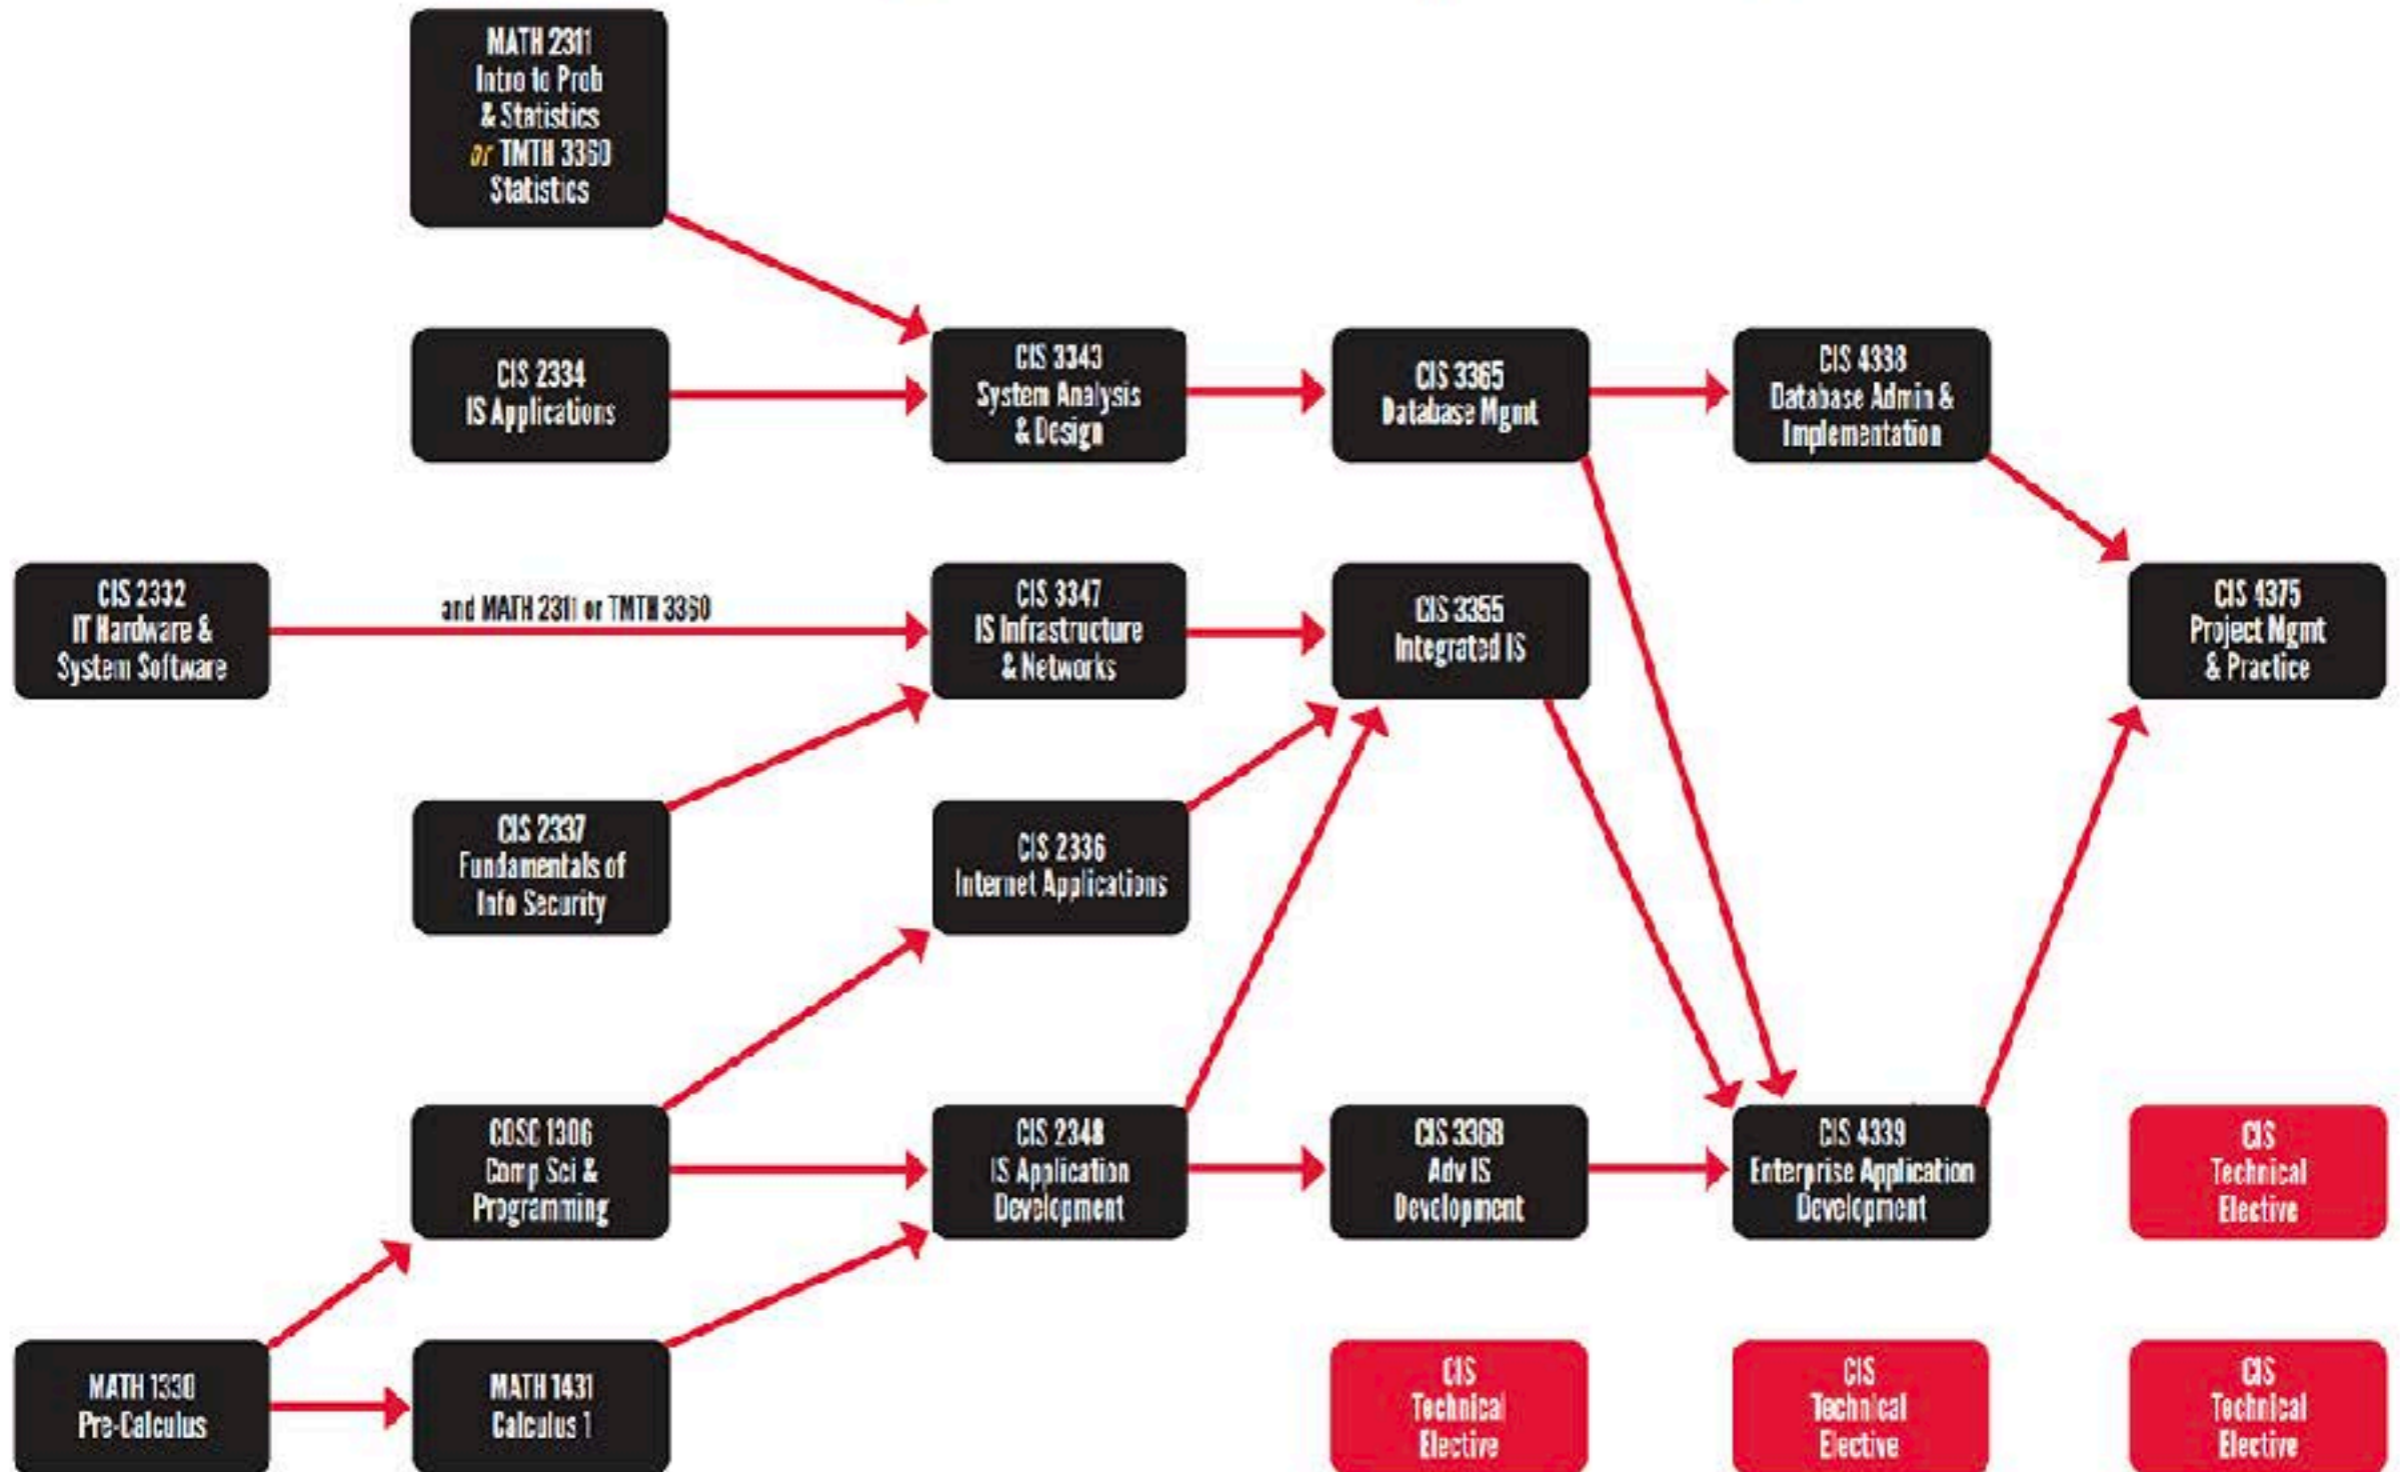 MATH 2311
Intro to Prob
& Statistics
or TMTH 3360
Statistics
CIS 2334
IS Applications
CIS 3343
System Analysis
& Design
CIS 3365
Database Mgmt
CIS 4338
Database Admin &
Implementation
CIS 2332
IT Hardware &
System Software
and MATH 2311 or TMTH 3360
CIS 3347
IS Infrastructure
& Networks
CIS 3355
Integrated IS
CIS 4375
Project Mgmt
& Practice
CIS 2337
Fundamentals of
Info Security
CIS 2336
Internet Applications
COSC 1306
Comp Sci &
Programming
CIS 2348
IS Application
Development
CIS 3368
Adv IS
Development
CIS 4339
Enterprise Application
Development
CIS
Technical
Elective
MATH 1330
Pre-Calculus
MATH 1431
Calculus 1
CIS
Technical
Elective
CIS
Technical
Elective
CIS
Technical
Elective